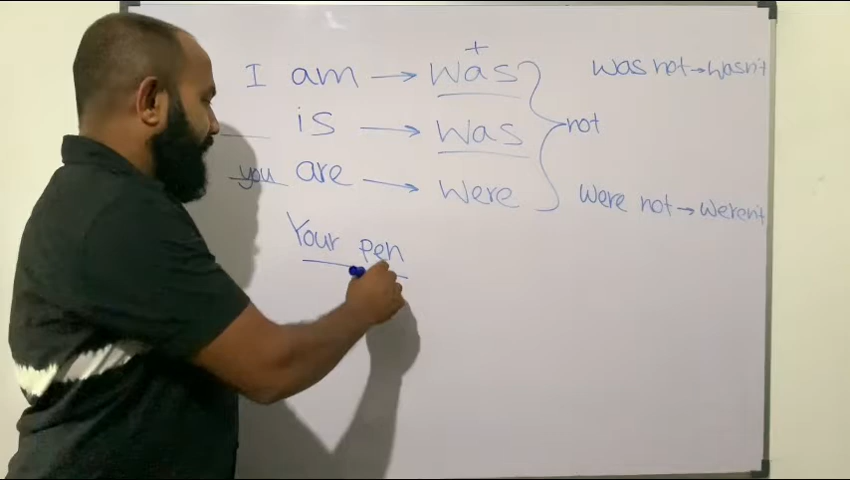 +
I am → was was not → wasn't
is → was not
you are → were were not → weren't
Your pen